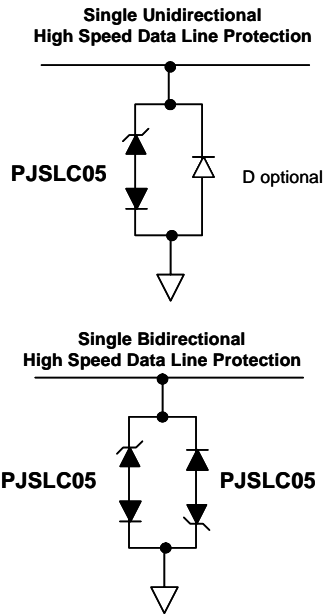 Single Unidirectional
High Speed Data Line Protection
PJSLC05
D optional
Single Bidirectional
High Speed Data Line Protection
PJSLC05
PJSLC05